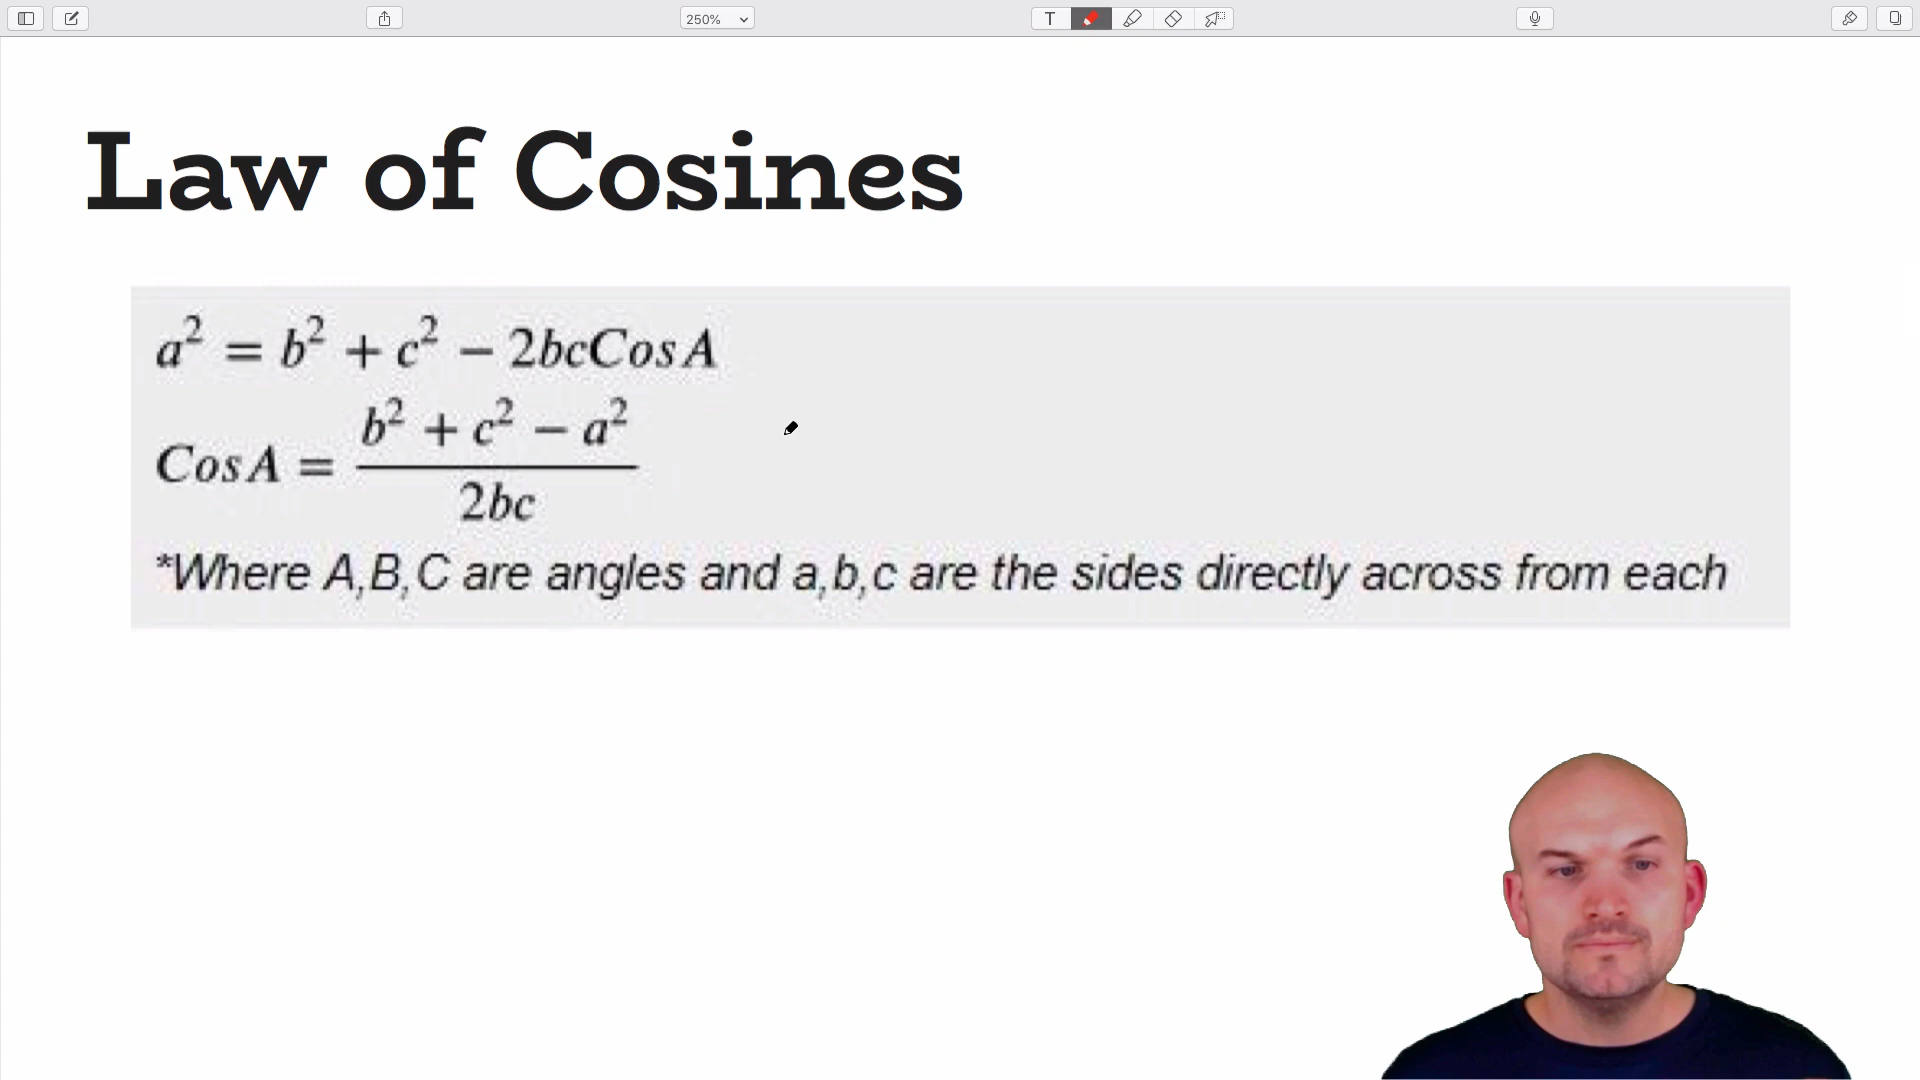 250%
T
Law of Cosines
a² = b² + c² − 2bcCosA
CosA = (b² + c² − a²) / 2bc
*Where A,B,C are angles and a,b,c are the sides directly across from each